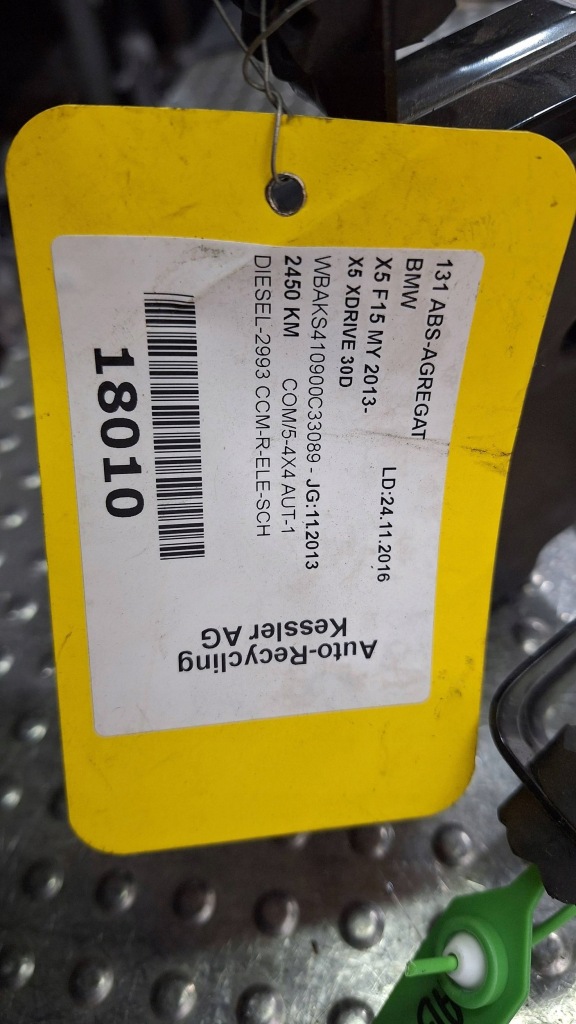 131 ABS-AGREGAT
BMW
X5 F15 MY 2013- LD:24.11.2016
X5 XDRIVE 30D
WBAKS410900C33089 - JG:11.2013
2450 KM COM/5-4X4 AUT-1
DIESEL-2993 CCM-R-ELE-SCH
18010
Auto-Recycling
Kessler AG